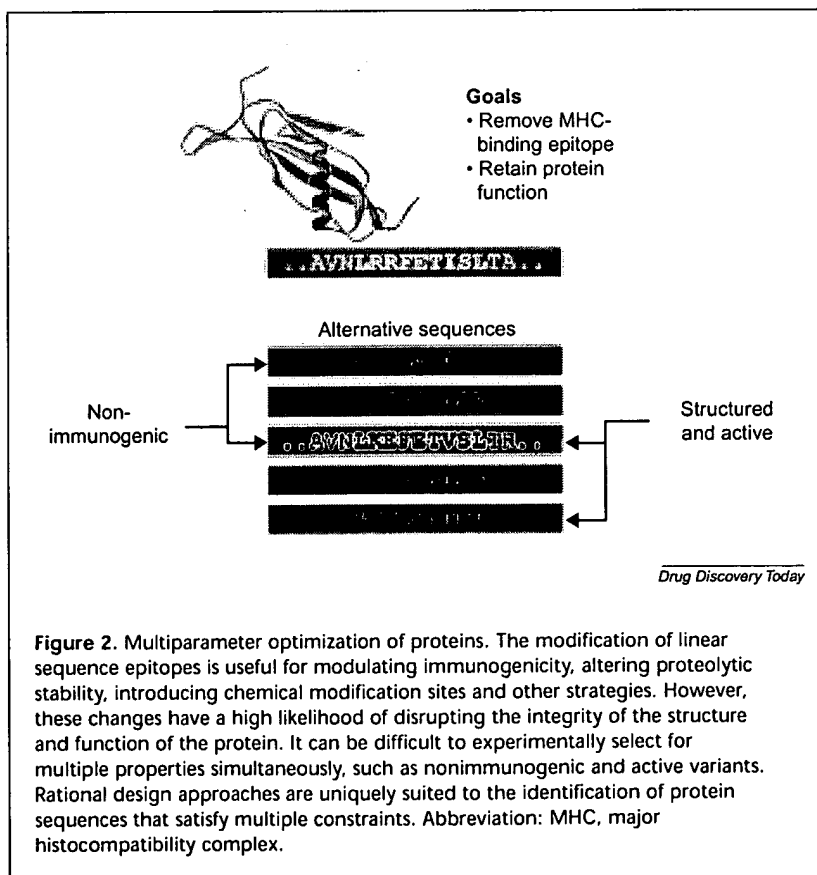 Goals
• Remove MHC-
binding epitope
• Retain protein
function
..AVNLRRFETISLTA..
Alternative sequences
Non-
immunogenic
Structured
and active
Drug Discovery Today
Figure 2. Multiparameter optimization of proteins. The modification of linear
sequence epitopes is useful for modulating immunogenicity, altering proteolytic
stability, introducing chemical modification sites and other strategies. However,
these changes have a high likelihood of disrupting the integrity of the structure
and function of the protein. It can be difficult to experimentally select for
multiple properties simultaneously, such as nonimmunogenic and active variants.
Rational design approaches are uniquely suited to the identification of protein
sequences that satisfy multiple constraints. Abbreviation: MHC, major
histocompatibility complex.